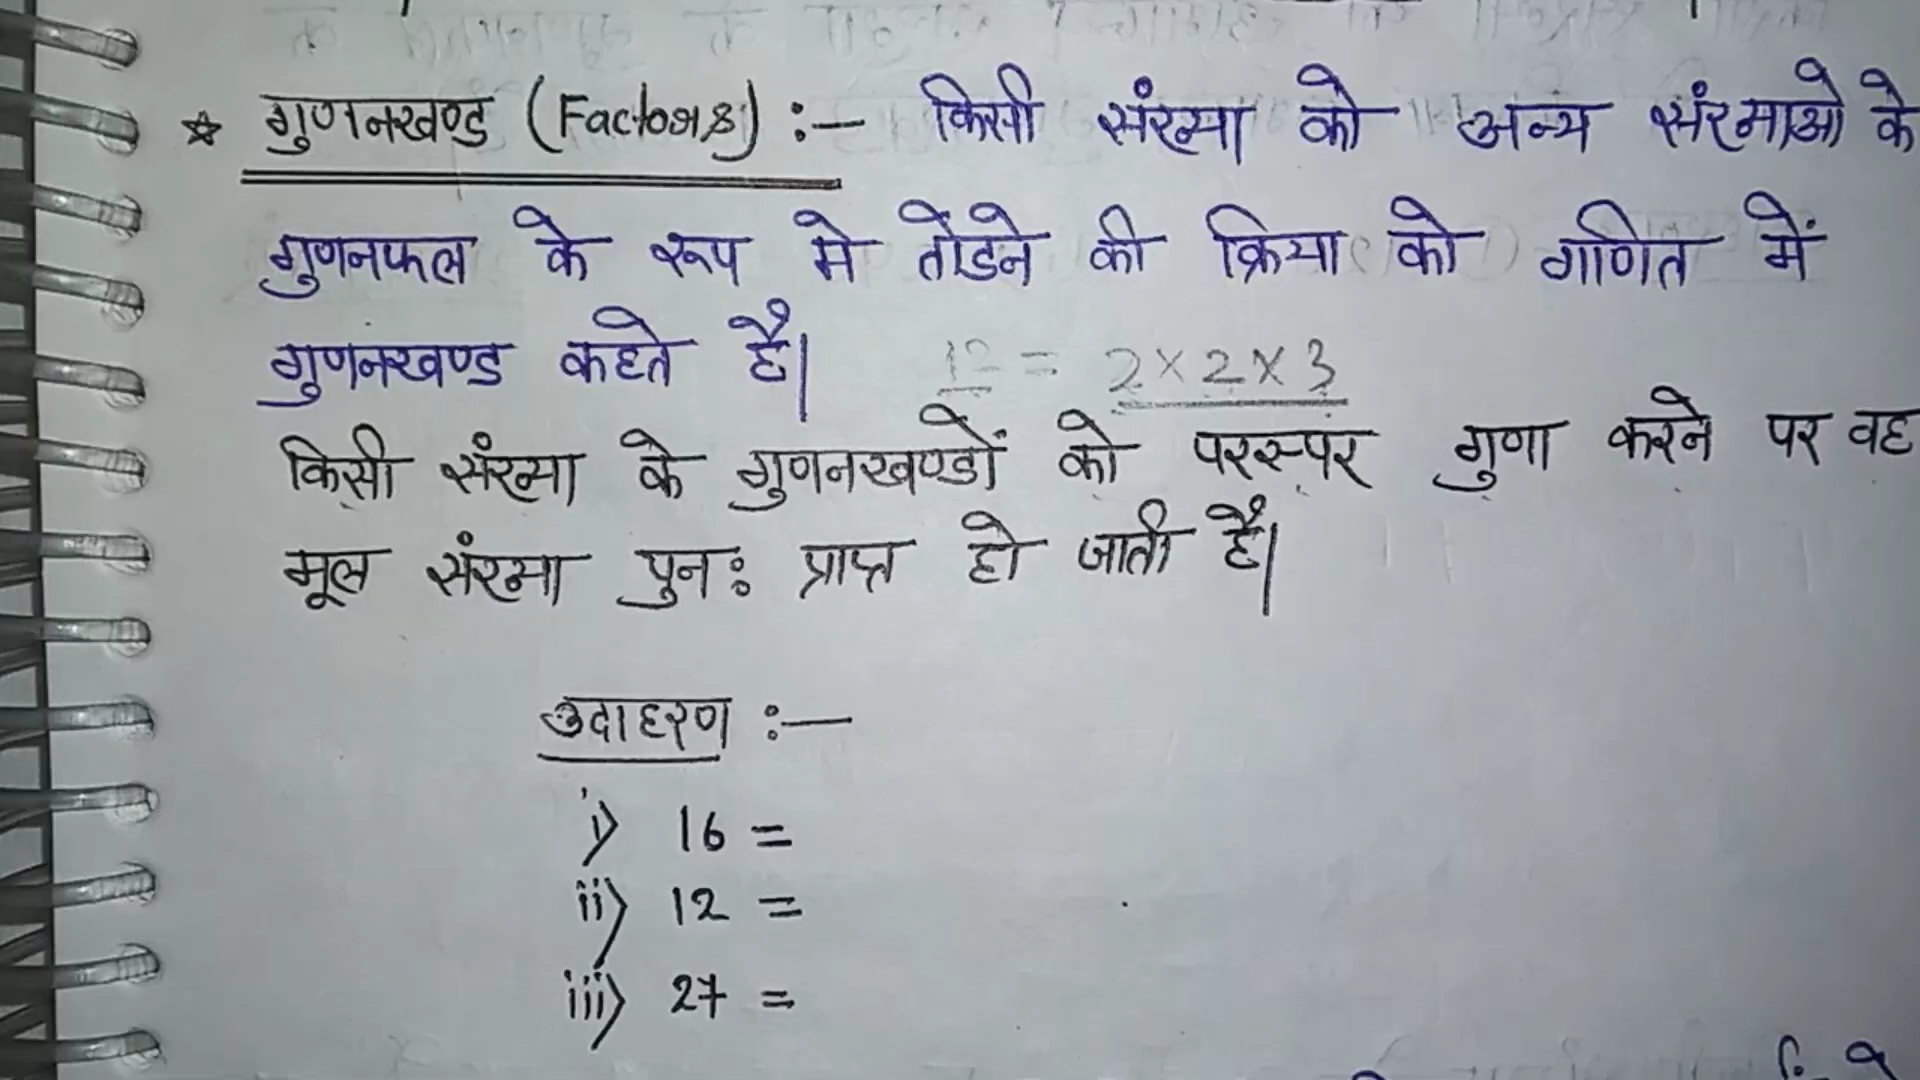 ☆ गुणनखण्ड (Factors) :— किसी संख्या को अन्य संख्याओ के
गुणनफल के रूप मे तोडने की क्रिया को गणित में
गुणनखण्ड कहते है|
12 = 2×2×3
किसी संख्या के गुणनखण्डों को परस्पर गुणा करने पर वह
मूल संख्या पुनः प्राप्त हो जाती है|
उदाहरण :—
i) 16 =
ii) 12 =
iii) 27 =